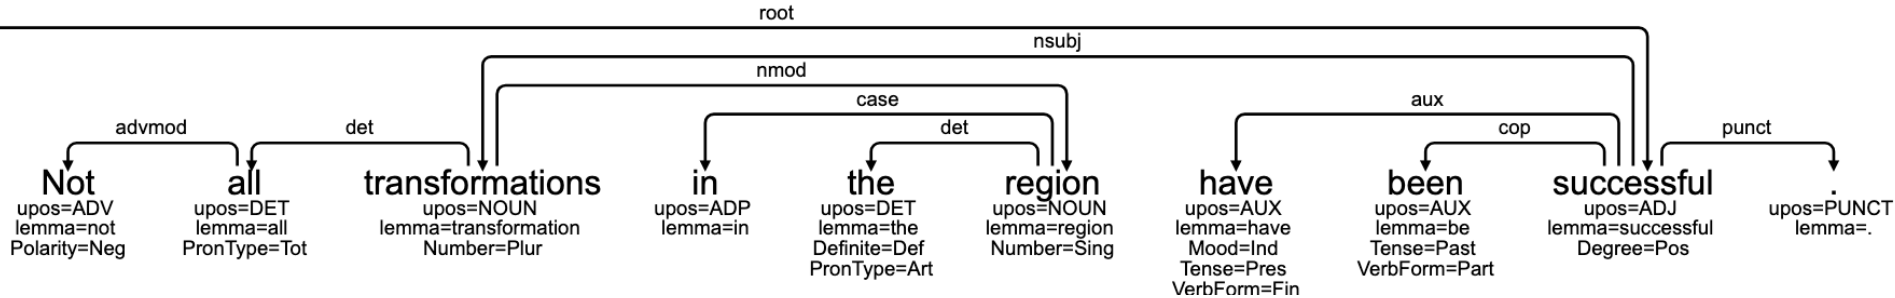 root
nsubj
nmod
case aux
advmod det det cop punct
Not all transformations in the region have been successful .
upos=ADV upos=DET upos=NOUN upos=ADP upos=DET upos=NOUN upos=AUX upos=AUX upos=ADJ upos=PUNCT
lemma=not lemma=all lemma=transformation lemma=in lemma=the lemma=region lemma=have lemma=be lemma=successful lemma=.
Polarity=Neg PronType=Tot Number=Plur Definite=Def Number=Sing Mood=Ind Tense=Past Degree=Pos
PronType=Art Tense=Pres VerbForm=Part
VerbForm=Fin